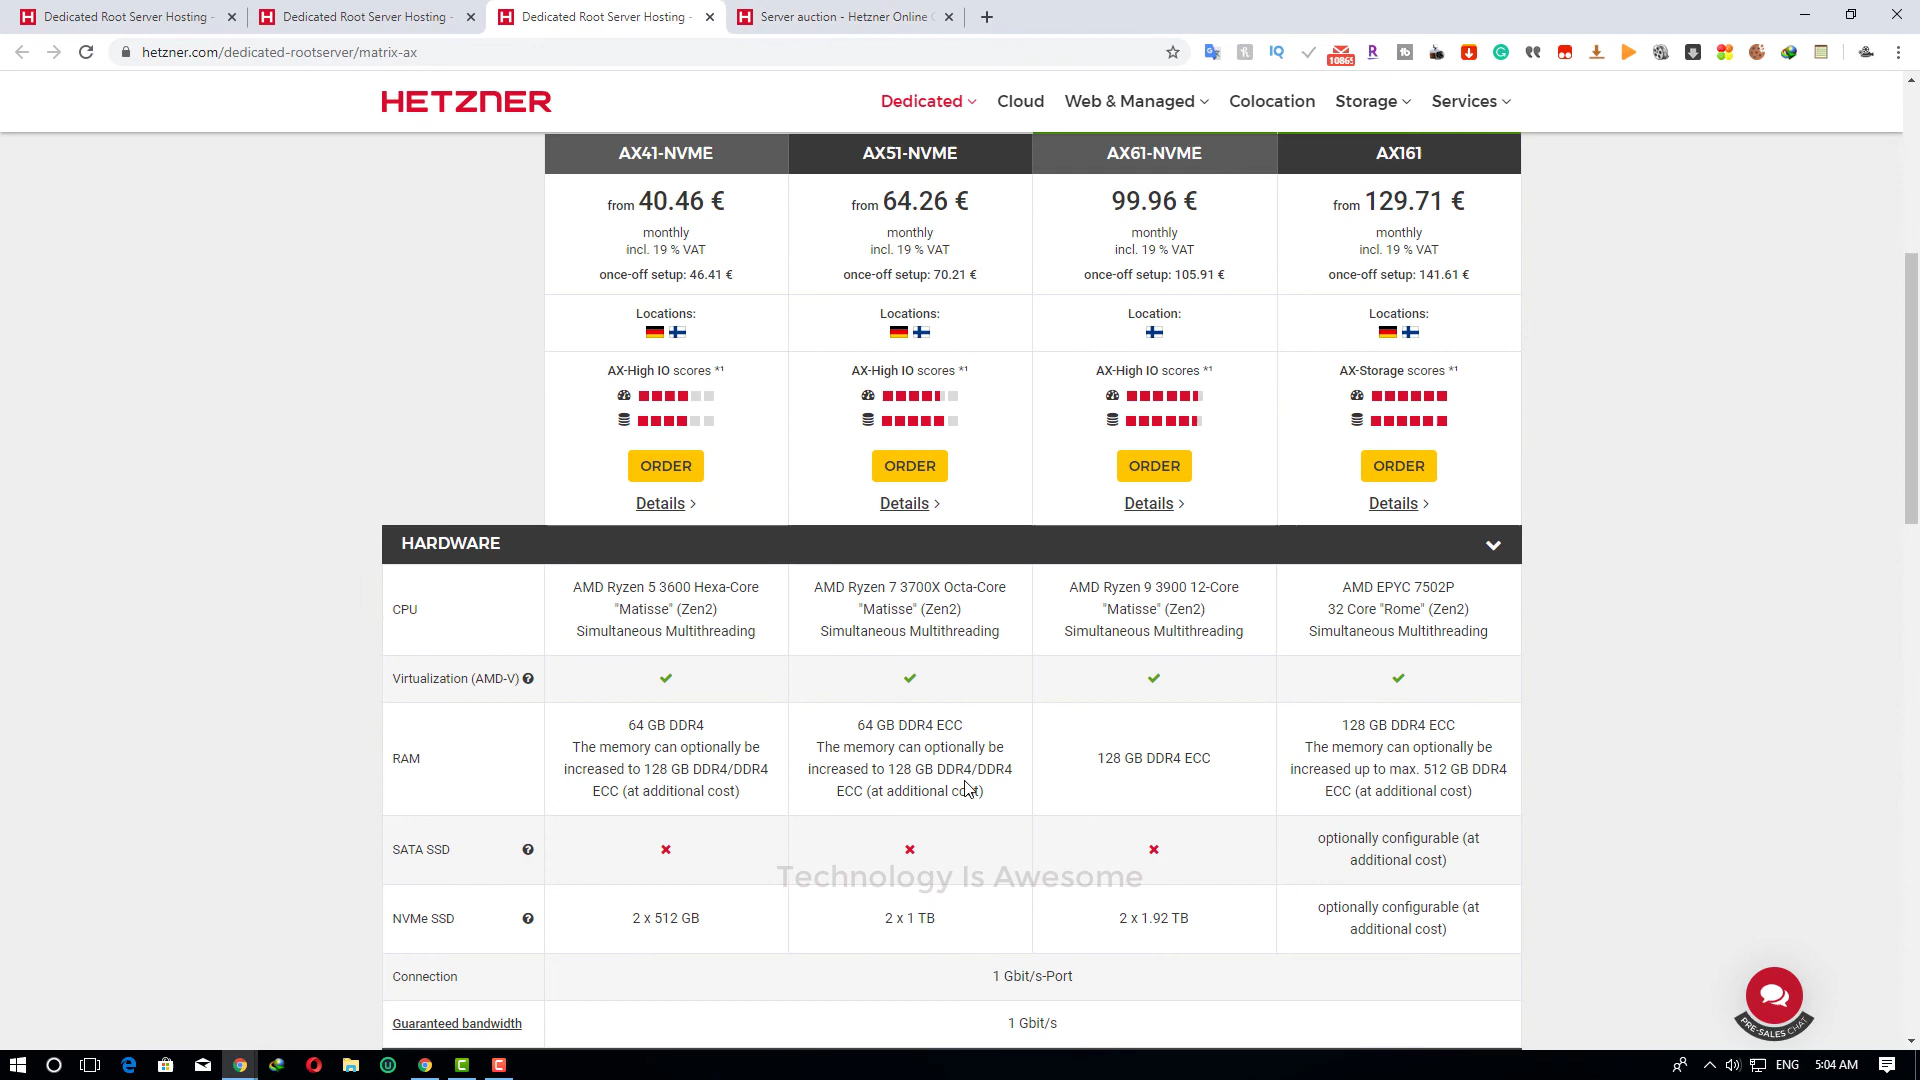 Dedicated Root Server Hosting -
Dedicated Root Server Hosting -
Dedicated Root Server Hosting -
Server auction - Hetzner Online
hetzner.com/dedicated-rootserver/matrix-ax
10865
HETZNER
Dedicated
Cloud
Web & Managed
Colocation
Storage
Services
AX41-NVME
AX51-NVME
AX61-NVME
AX161
from 40.46 €
from 64.26 €
99.96 €
from 129.71 €
monthly
monthly
monthly
monthly
incl. 19 % VAT
incl. 19 % VAT
incl. 19 % VAT
incl. 19 % VAT
once-off setup: 46.41 €
once-off setup: 70.21 €
once-off setup: 105.91 €
once-off setup: 141.61 €
Locations:
Locations:
Location:
Locations:
AX-High IO scores *¹
AX-High IO scores *¹
AX-High IO scores *¹
AX-Storage scores *¹
ORDER
ORDER
ORDER
ORDER
Details
Details
Details
Details
HARDWARE
CPU
AMD Ryzen 5 3600 Hexa-Core
"Matisse" (Zen2)
Simultaneous Multithreading
AMD Ryzen 7 3700X Octa-Core
"Matisse" (Zen2)
Simultaneous Multithreading
AMD Ryzen 9 3900 12-Core
"Matisse" (Zen2)
Simultaneous Multithreading
AMD EPYC 7502P
32 Core "Rome" (Zen2)
Simultaneous Multithreading
Virtualization (AMD-V)
RAM
64 GB DDR4
The memory can optionally be
increased to 128 GB DDR4/DDR4
ECC (at additional cost)
64 GB DDR4 ECC
The memory can optionally be
increased to 128 GB DDR4/DDR4
ECC (at additional cost)
128 GB DDR4 ECC
128 GB DDR4 ECC
The memory can optionally be
increased up to max. 512 GB DDR4
ECC (at additional cost)
SATA SSD
optionally configurable (at
additional cost)
Technology Is Awesome
NVMe SSD
2 x 512 GB
2 x 1 TB
2 x 1.92 TB
optionally configurable (at
additional cost)
Connection
1 Gbit/s-Port
Guaranteed bandwidth
1 Gbit/s
PRE-SALES CHAT
ENG
5:04 AM